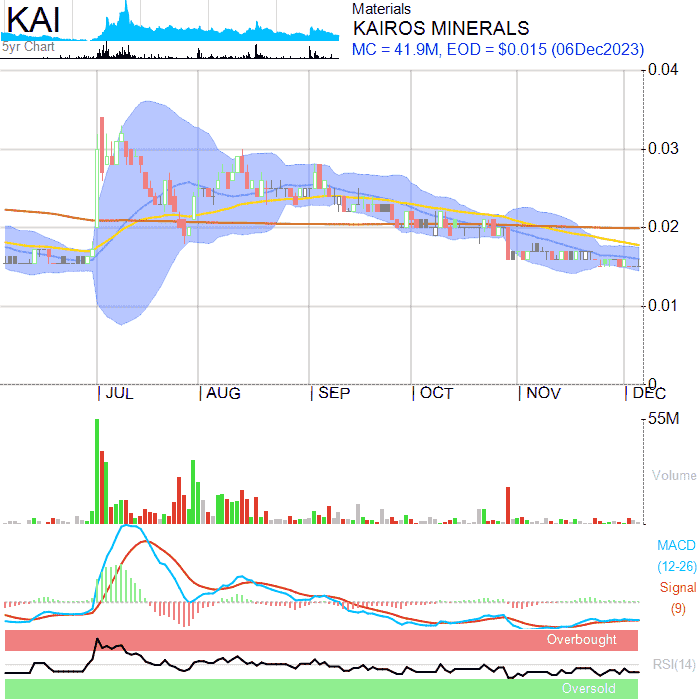 KAI
5yr Chart
Materials
KAIROS MINERALS
MC = 41.9M, EOD = $0.015 (06Dec2023)
0.04
0.03
0.02
0.01
0
JUL
AUG
SEP
OCT
NOV
DEC
55M
Volume
MACD
(12-26)
Signal
(9)
Overbought
RSI(14)
Oversold